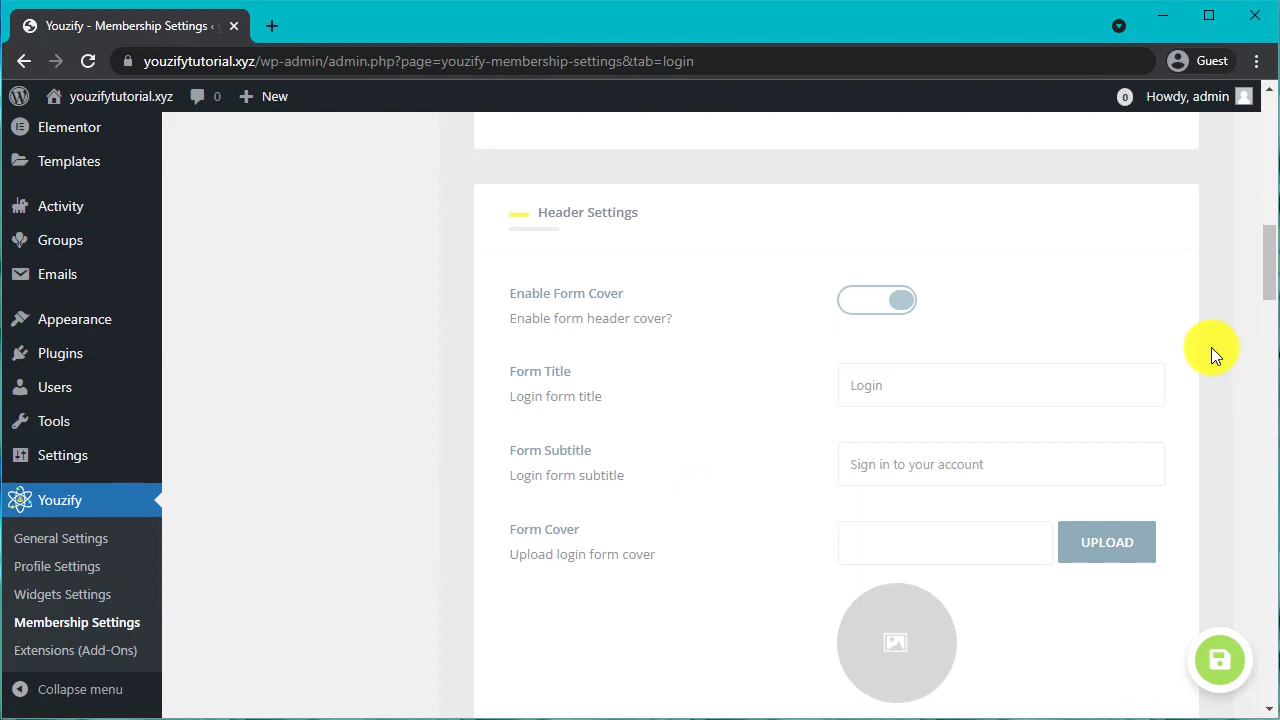 Youzify - Membership Settings ‹
youzifytutorial.xyz/wp-admin/admin.php?page=youzify-membership-settings&tab=login
Guest
youzifytutorial.xyz
0
New
0
Howdy, admin
Elementor
Templates
Activity
Groups
Emails
Appearance
Plugins
Users
Tools
Settings
Youzify
General Settings
Profile Settings
Widgets Settings
Membership Settings
Extensions (Add-Ons)
Collapse menu
Header Settings
Enable Form Cover
Enable form header cover?
Form Title
Login form title
Login
Form Subtitle
Login form subtitle
Sign in to your account
Form Cover
Upload login form cover
UPLOAD